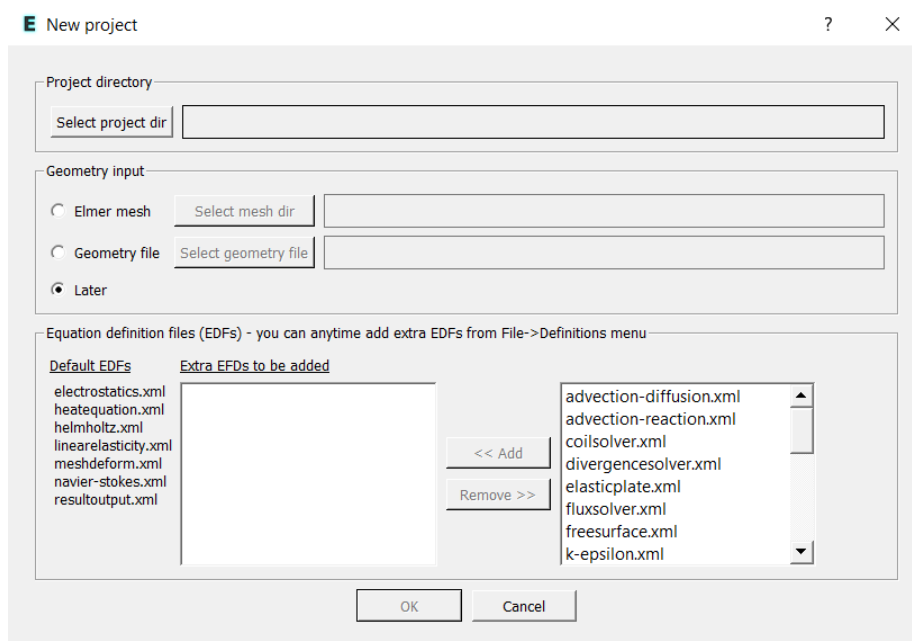 E New project ?
Project directory
Select project dir
Geometry input
Elmer mesh Select mesh dir
Geometry file Select geometry file
Later
Equation definition files (EDFs) - you can anytime add extra EDFs from File->Definitions menu
Default EDFs Extra EFDs to be added
electrostatics.xml
heatequation.xml
helmholtz.xml
linearelasticity.xml
meshdeform.xml
navier-stokes.xml
resultoutput.xml
<< Add
Remove >>
advection-diffusion.xml
advection-reaction.xml
coilsolver.xml
divergencesolver.xml
elasticplate.xml
fluxsolver.xml
freesurface.xml
k-epsilon.xml
OK Cancel